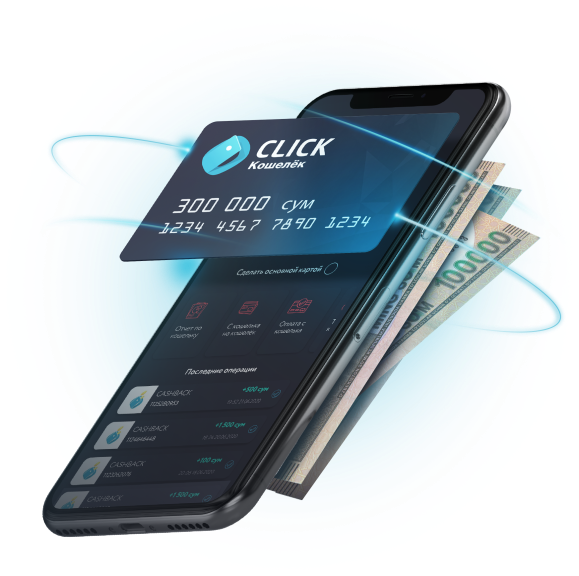 CLICK
Кошелёк
300 000 сум
1234 4567 7890 1234
Сделать основной картой
Отчет по кошельку
С кошелька на кошелёк
Оплата с кошелька
Последние операции
CASHBACK
+500 сум
CASHBACK
+1 500 сум
CASHBACK
+100 сум
CASHBACK
+1 500 сум
100000